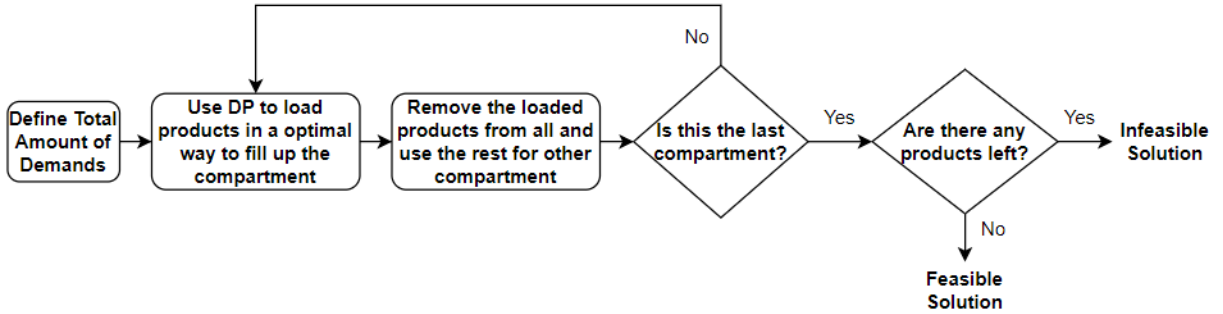 No
Define Total
Amount of
Demands
Use DP to load
products in a optimal
way to fill up the
compartment
Remove the loaded
products from all and
use the rest for other
compartment
Is this the last
compartment?
Yes
Are there any
products left?
Yes
Infeasible
Solution
No
Feasible
Solution